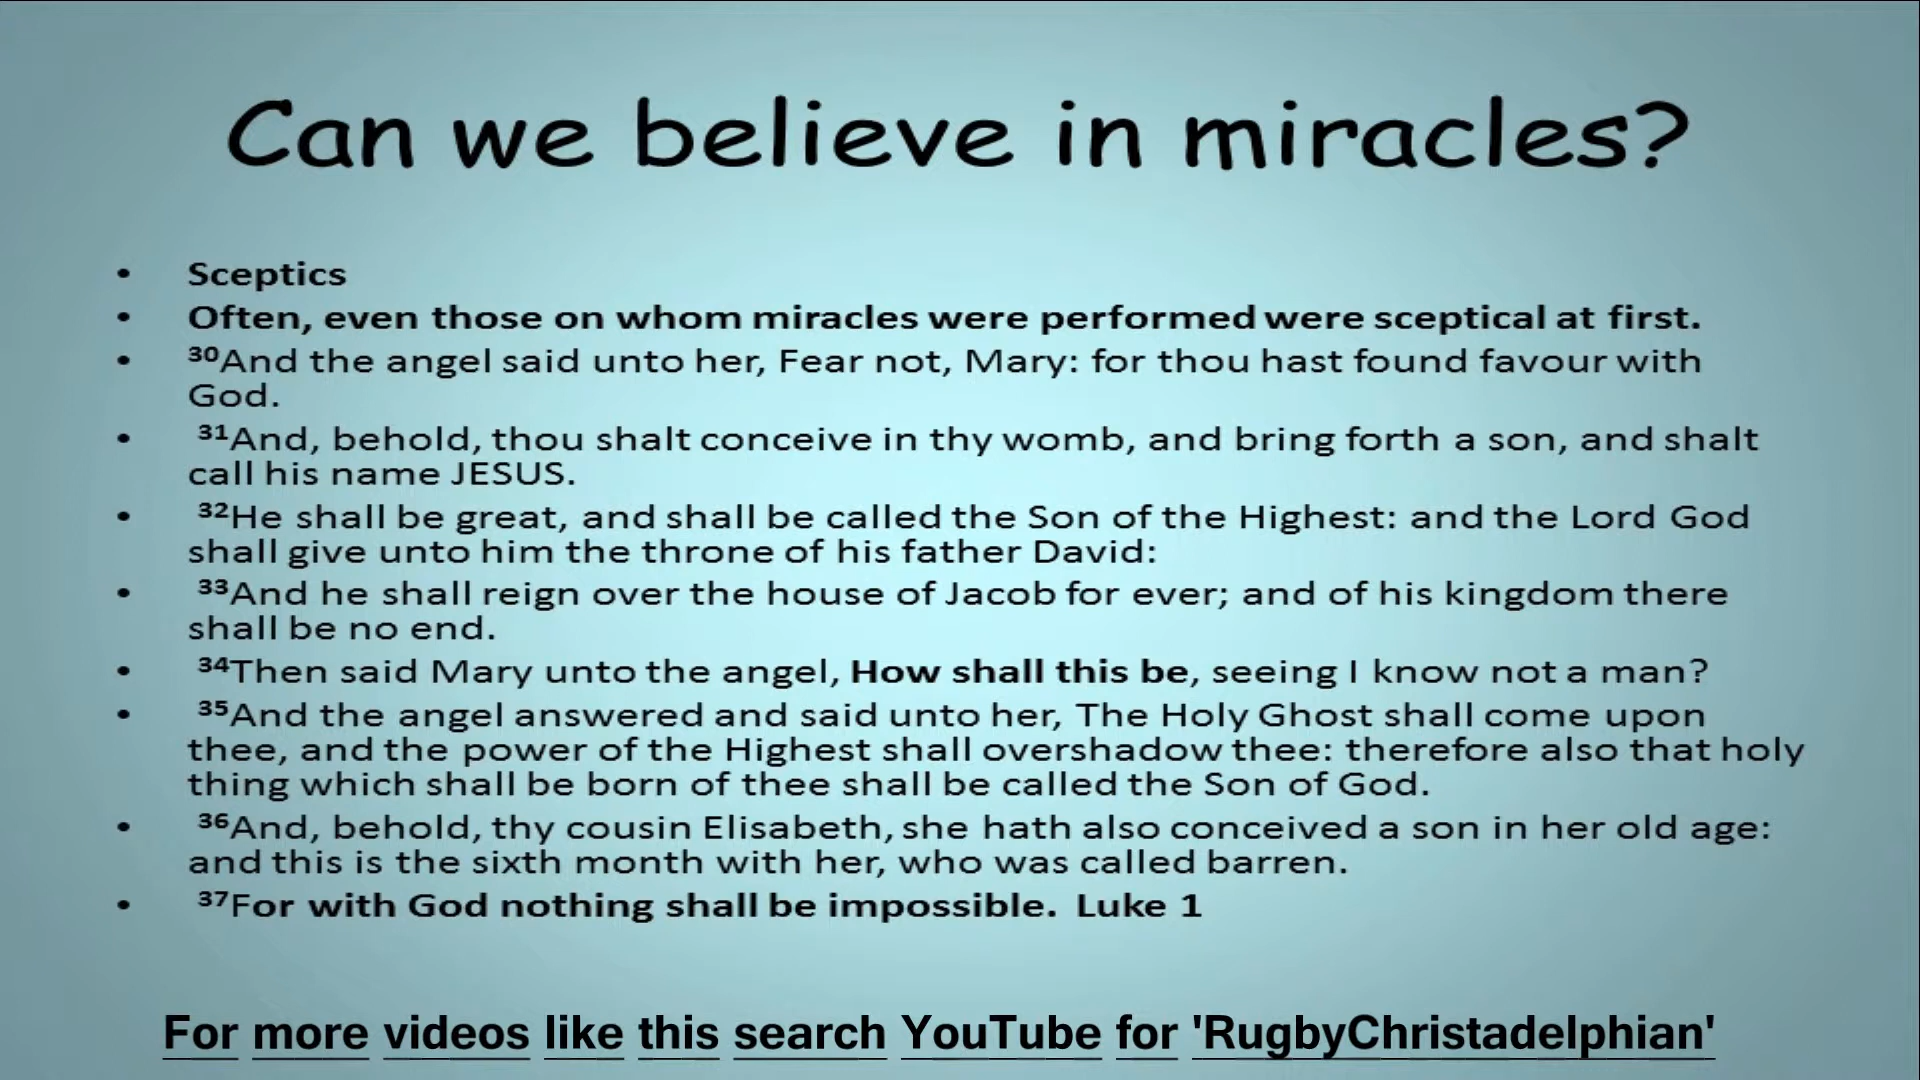 Can we believe in miracles?
• Sceptics
• Often, even those on whom miracles were performed were sceptical at first.
• ³⁰And the angel said unto her, Fear not, Mary: for thou hast found favour with
God.
• ³¹And, behold, thou shalt conceive in thy womb, and bring forth a son, and shalt
call his name JESUS.
• ³²He shall be great, and shall be called the Son of the Highest: and the Lord God
shall give unto him the throne of his father David:
• ³³And he shall reign over the house of Jacob for ever; and of his kingdom there
shall be no end.
• ³⁴Then said Mary unto the angel, How shall this be, seeing I know not a man?
• ³⁵And the angel answered and said unto her, The Holy Ghost shall come upon
thee, and the power of the Highest shall overshadow thee: therefore also that holy
thing which shall be born of thee shall be called the Son of God.
• ³⁶And, behold, thy cousin Elisabeth, she hath also conceived a son in her old age:
and this is the sixth month with her, who was called barren.
• ³⁷For with God nothing shall be impossible. Luke 1
For more videos like this search YouTube for 'RugbyChristadelphian'